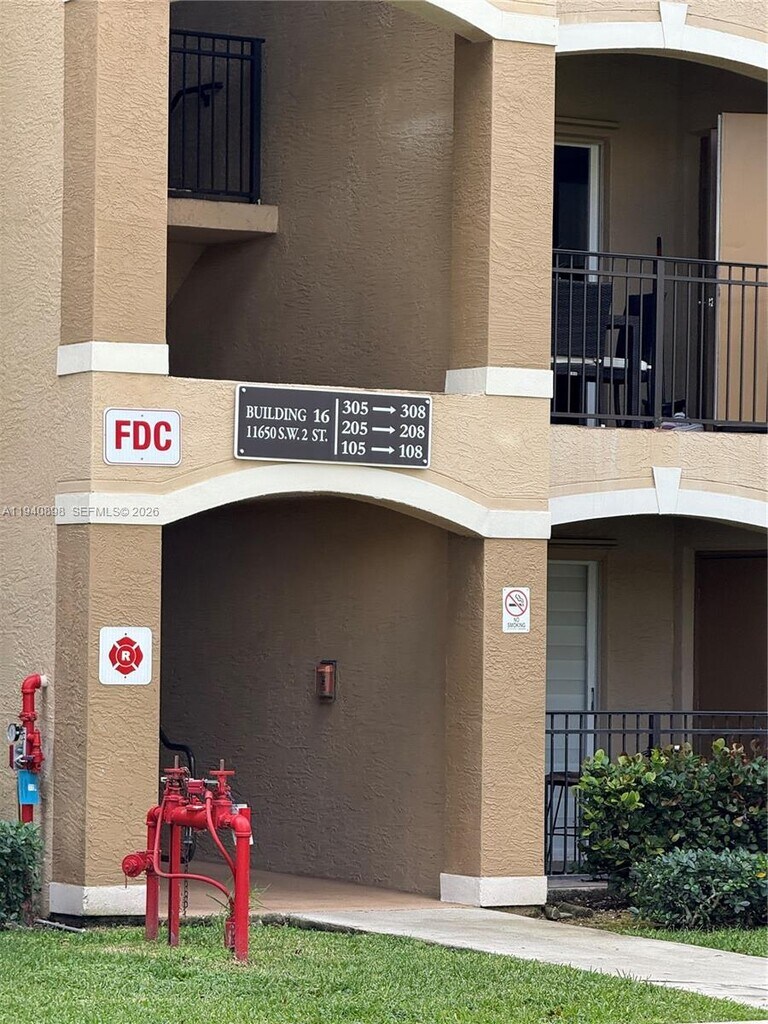 FDC
BUILDING 16
11650 S.W. 2 ST.
305 → 308
205 → 208
105 → 108
A11940898 SEFMLS© 2026
NO
SMOKING
R